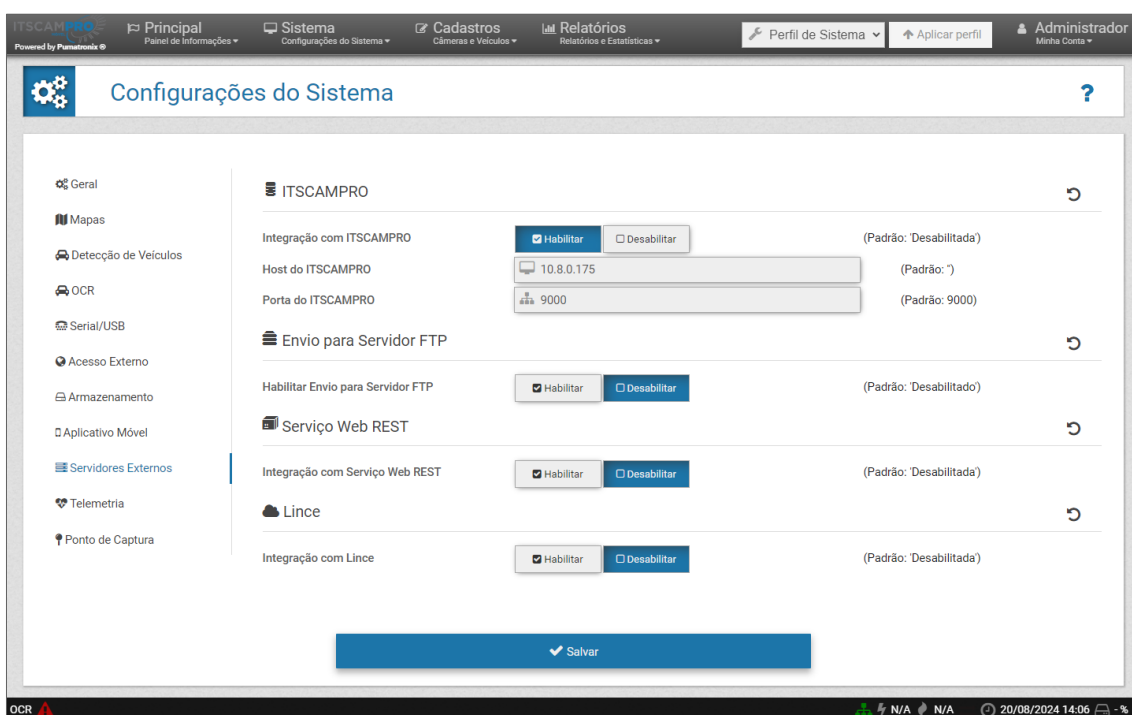 ITSCAMPRO
Powered by Pumatronix ®
Principal
Painel de Informações
Sistema
Configurações do Sistema
Cadastros
Câmeras e Veículos
Relatórios
Relatórios e Estatísticas
Perfil de Sistema
Aplicar perfil
Administrador
Minha Conta
Configurações do Sistema
?
Geral
Mapas
Detecção de Veículos
OCR
Serial/USB
Acesso Externo
Armazenamento
Aplicativo Móvel
Servidores Externos
Telemetria
Ponto de Captura
ITSCAMPRO
Integração com ITSCAMPRO Habilitar Desabilitar (Padrão: 'Desabilitada')
Host do ITSCAMPRO 10.8.0.175 (Padrão: '')
Porta do ITSCAMPRO 9000 (Padrão: 9000)
Envio para Servidor FTP
Habilitar Envio para Servidor FTP Habilitar Desabilitar (Padrão: 'Desabilitado')
Serviço Web REST
Integração com Serviço Web REST Habilitar Desabilitar (Padrão: 'Desabilitada')
Lince
Integração com Lince Habilitar Desabilitar (Padrão: 'Desabilitada')
Salvar
OCR N/A N/A 20/08/2024 14:06 - %